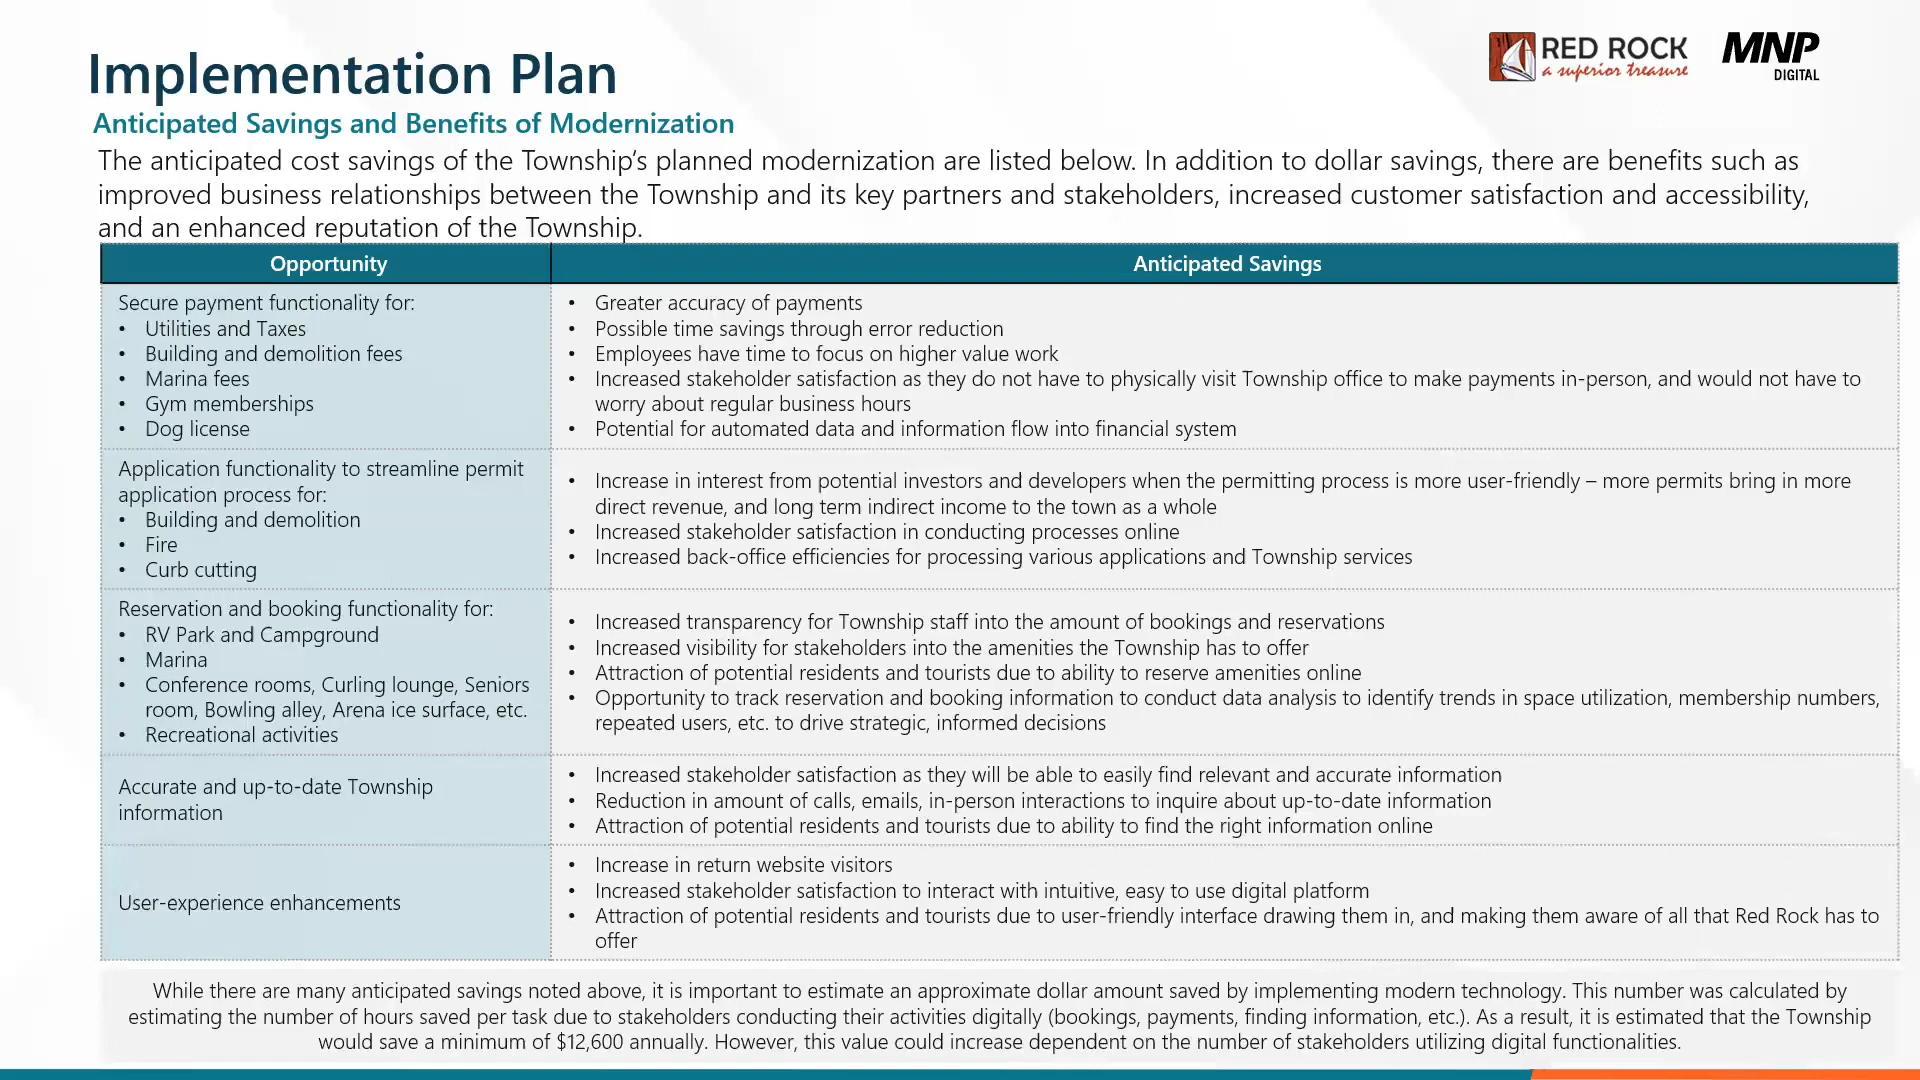 Implementation Plan
RED ROCK
a superior treasure
MNP
DIGITAL
Anticipated Savings and Benefits of Modernization
The anticipated cost savings of the Township's planned modernization are listed below. In addition to dollar savings, there are benefits such as
improved business relationships between the Township and its key partners and stakeholders, increased customer satisfaction and accessibility,
and an enhanced reputation of the Township.
Opportunity
Anticipated Savings
Secure payment functionality for:
• Utilities and Taxes
• Building and demolition fees
• Marina fees
• Gym memberships
• Dog license
• Greater accuracy of payments
• Possible time savings through error reduction
• Employees have time to focus on higher value work
• Increased stakeholder satisfaction as they do not have to physically visit Township office to make payments in-person, and would not have to
worry about regular business hours
• Potential for automated data and information flow into financial system
Application functionality to streamline permit
application process for:
• Building and demolition
• Fire
• Curb cutting
• Increase in interest from potential investors and developers when the permitting process is more user-friendly – more permits bring in more
direct revenue, and long term indirect income to the town as a whole
• Increased stakeholder satisfaction in conducting processes online
• Increased back-office efficiencies for processing various applications and Township services
Reservation and booking functionality for:
• RV Park and Campground
• Marina
• Conference rooms, Curling lounge, Seniors
room, Bowling alley, Arena ice surface, etc.
• Recreational activities
• Increased transparency for Township staff into the amount of bookings and reservations
• Increased visibility for stakeholders into the amenities the Township has to offer
• Attraction of potential residents and tourists due to ability to reserve amenities online
• Opportunity to track reservation and booking information to conduct data analysis to identify trends in space utilization, membership numbers,
repeated users, etc. to drive strategic, informed decisions
Accurate and up-to-date Township
information
• Increased stakeholder satisfaction as they will be able to easily find relevant and accurate information
• Reduction in amount of calls, emails, in-person interactions to inquire about up-to-date information
• Attraction of potential residents and tourists due to ability to find the right information online
User-experience enhancements
• Increase in return website visitors
• Increased stakeholder satisfaction to interact with intuitive, easy to use digital platform
• Attraction of potential residents and tourists due to user-friendly interface drawing them in, and making them aware of all that Red Rock has to
offer
While there are many anticipated savings noted above, it is important to estimate an approximate dollar amount saved by implementing modern technology. This number was calculated by
estimating the number of hours saved per task due to stakeholders conducting their activities digitally (bookings, payments, finding information, etc.). As a result, it is estimated that the Township
would save a minimum of $12,600 annually. However, this value could increase dependent on the number of stakeholders utilizing digital functionalities.